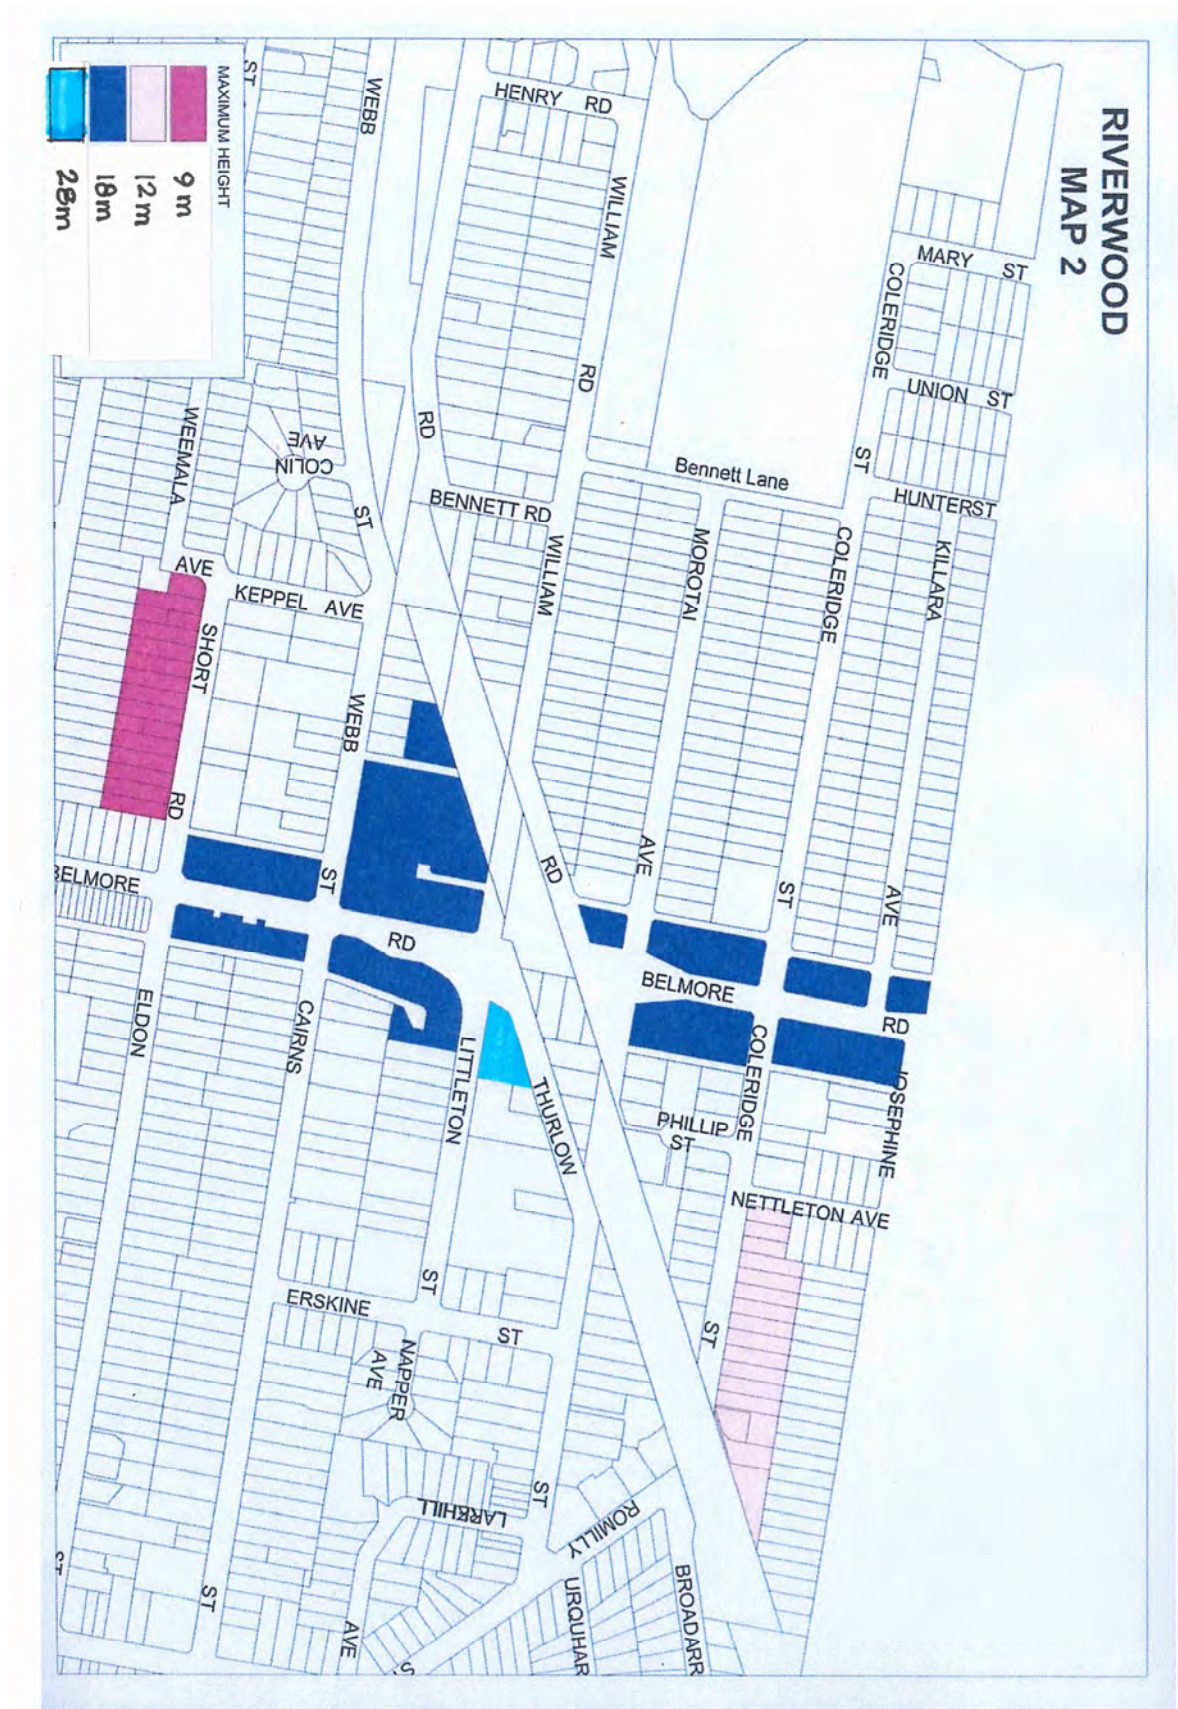 RIVERWOOD
MAP 2
MAXIMUM HEIGHT
9 m
12 m
18m
28m
ST
WEBB
HENRY RD
WILLIAM
MARY ST
COLERIDGE
UNION ST
RD
RD
WEEMALA
COLIN
AVE
ST
Bennett Lane
ST
HUNTERST
BENNETT RD
WILLIAM
MOROTAI
COLERIDGE
KILLARA
AVE
KEPPEL AVE
SHORT
WEBB
RD
ST
RD
AVE
ST
AVE
BELMORE
RD
BELMORE
RD
ELDON
CAIRNS
LITTLETON
THURLOW
COLERIDGE
JOSEPHINE
PHILLIP
ST
NETTLETON AVE
ST
ST
ERSKINE
ST
NAPPER
AVE
ST
LARKHILL
ROMILLY
BROADARR
URQUHAR
ST
ST
AVE
S